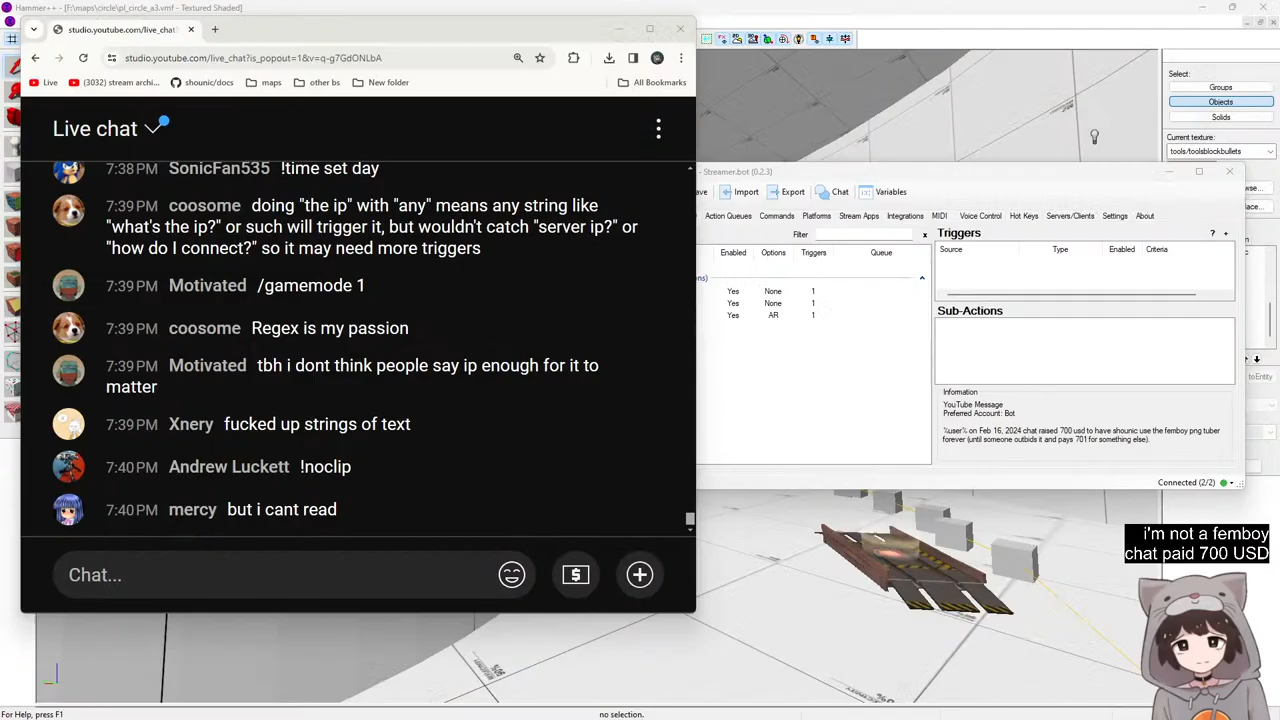 Hammer++ - [F:\maps\circle\pl_circle_a3.vmf - Textured Shaded]
studio.youtube.com/live_chat?
studio.youtube.com/live_chat?is_popout=1&v=q-g7GdONLbA
Live
(3032) stream archi...
shounic/docs
maps
other bs
New folder
All Bookmarks
Live chat
7:38 PM SonicFan535 !time set day
7:39 PM coosome doing "the ip" with "any" means any string like
"what's the ip?" or such will trigger it, but wouldn't catch "server ip?" or
"how do I connect?" so it may need more triggers
7:39 PM Motivated /gamemode 1
7:39 PM coosome Regex is my passion
7:39 PM Motivated tbh i dont think people say ip enough for it to
matter
7:39 PM Xnery fucked up strings of text
7:40 PM Andrew Luckett !noclip
7:40 PM mercy but i cant read
Chat...
- Streamer.bot (0.2.3)
ve Import Export Chat Variables
Action Queues Commands Platforms Stream Apps Integrations MIDI Voice Control Hot Keys Servers/Clients Settings About
Filter x
Enabled Options Triggers Queue
ons)
Yes None 1
Yes None 1
Yes AR 1
Triggers ? +
Source Type Enabled Criteria
Sub-Actions
Information
YouTube Message
Preferred Account: Bot
%user% on Feb 16, 2024 chat raised 700 usd to have shounic use the femboy png tuber
forever (until someone outbids it and pays 701 for something else).
Connected (2/2)
Select:
Groups
Objects
Solids
Current texture:
tools/toolsblockbullets
owse...
lace...
toEntity
i'm not a femboy
chat paid 700 USD
For Help, press F1
no selection.